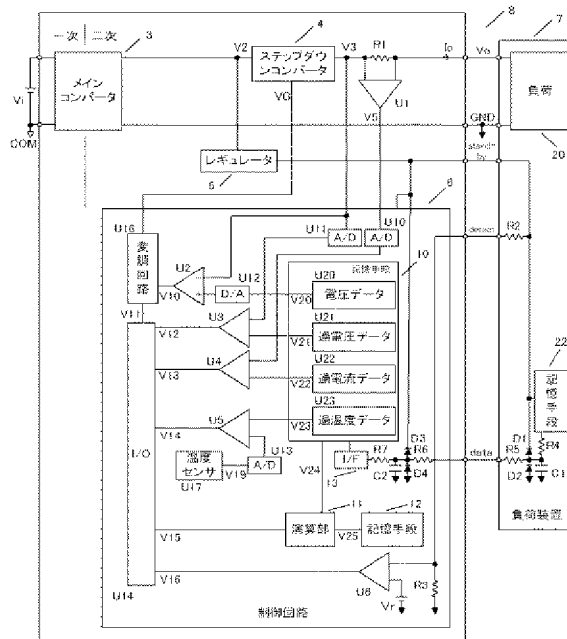 4
8
7
一次
二次
3
V2
ステップダウンコンバータ
V3
R1
Io
Vo
メインコンバータ
負荷
Vi
VC
U1
V5
COM
GND
stand by
20
レギュレータ
5
6
U16
U11
U10
detect
R2
A/D
A/D
10
変調回路
U2
U12
記憶手段
U20
V10
D/A
V20
電圧データ
V11
U3
U21
V12
V21
過電圧データ
U4
U22
22
V13
V22
過電流データ
記憶手段
U5
U23
V14
V23
過温度データ
I/O
U13
D3
D1
R4
温度センサ
V19
A/D
V24
I/F
R7
R6
data
R5
U17
13
C2
D4
D2
C1
11
12
V15
演算部
V25
記憶手段
負荷装置
V16
U6
R3
U14
Vr
制御回路